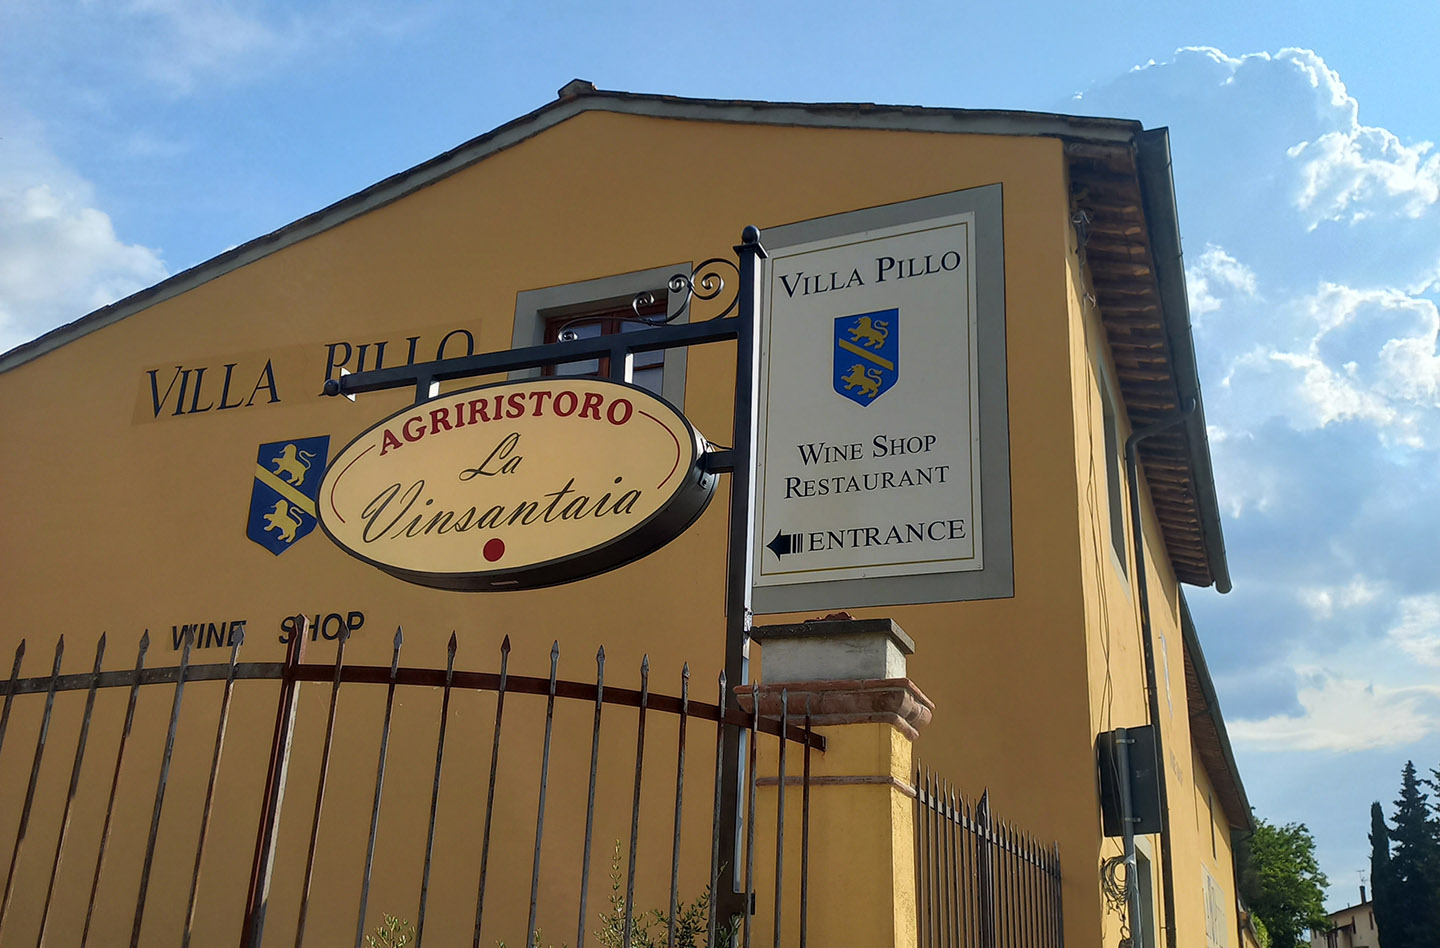 VILLA PILLO
WINE SHOP
AGRIRISTORO
La
Vinsantaia
VILLA PILLO
WINE SHOP
RESTAURANT
ENTRANCE